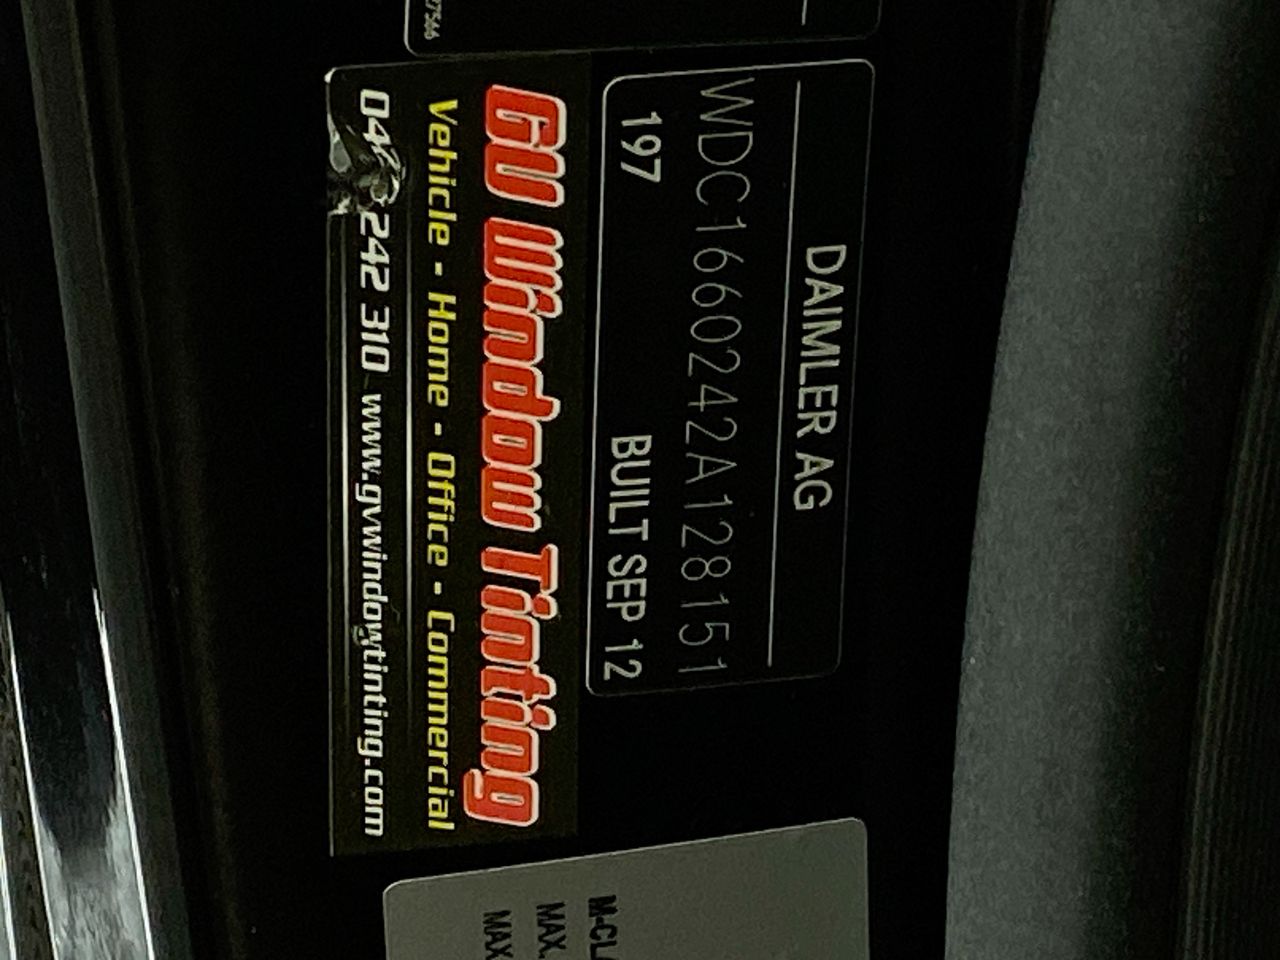 DAIMLER AG
WDC1660242A128151
197 BUILT SEP 12
GV Window Tinting
Vehicle - Home - Office - Commercial
242 310 www.gvwindowtinting.com
M-CLA
MAX.
MAX